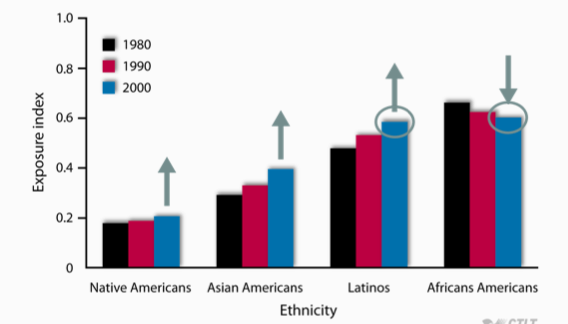 1.0
1980
1990
2000
0.8
0.6
0.4
0.2
0
Exposure index
Native Americans
Asian Americans
Latinos
Africans Americans
Ethnicity